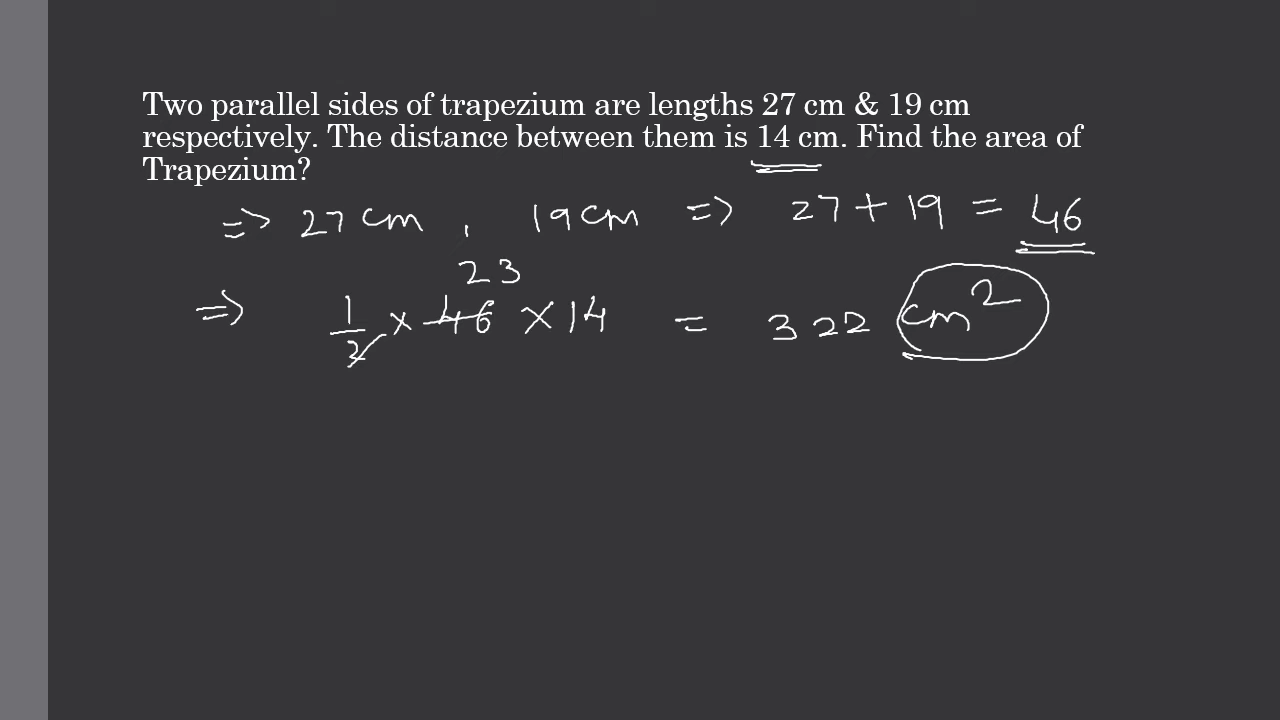 Two parallel sides of trapezium are lengths 27 cm & 19 cm
respectively. The distance between them is 14 cm. Find the area of
Trapezium?
=> 27 cm , 19 cm => 27 + 19 = 46
23
=> 1/2 × 46 × 14 = 322 cm²